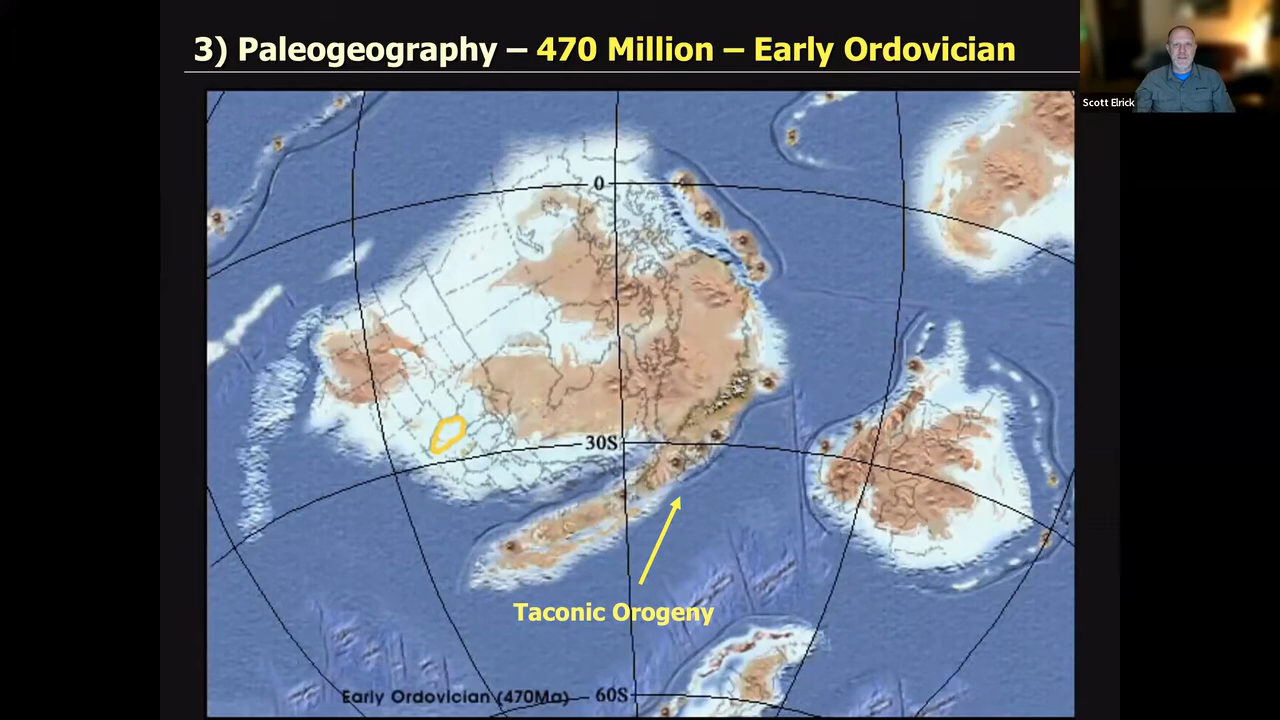 3) Paleogeography – 470 Million – Early Ordovician
Scott Elrick
0
30S
Taconic Orogeny
Early Ordovician (470Ma)
60S